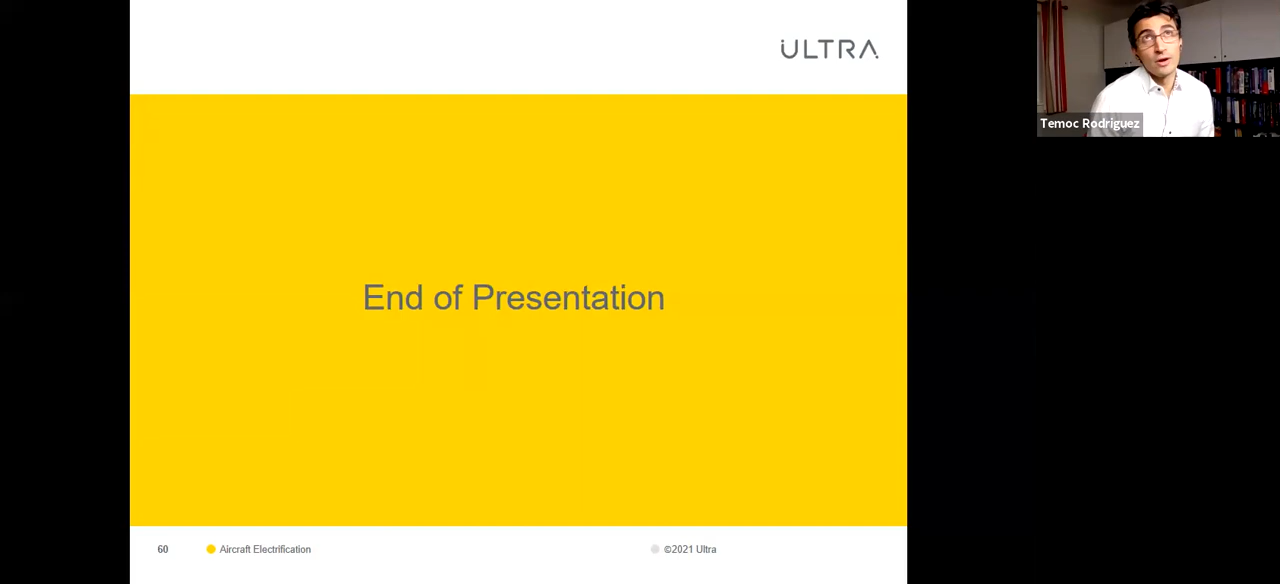 ULTRA
Temoc Rodriguez
End of Presentation
60
Aircraft Electrification
©2021 Ultra